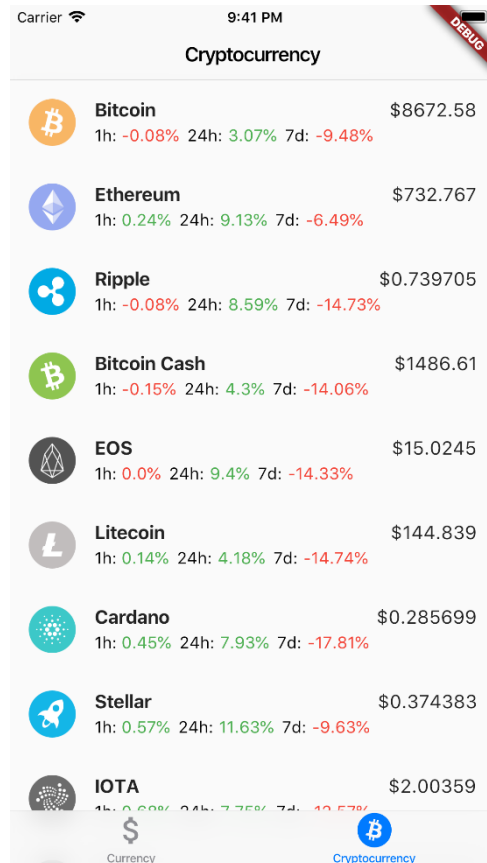 Carrier 9:41 PM
DEBUG
Cryptocurrency
Bitcoin $8672.58
1h: -0.08% 24h: 3.07% 7d: -9.48%
Ethereum $732.767
1h: 0.24% 24h: 9.13% 7d: -6.49%
Ripple $0.739705
1h: -0.08% 24h: 8.59% 7d: -14.73%
Bitcoin Cash $1486.61
1h: -0.15% 24h: 4.3% 7d: -14.06%
EOS $15.0245
1h: 0.0% 24h: 9.4% 7d: -14.33%
Litecoin $144.839
1h: 0.14% 24h: 4.18% 7d: -14.74%
Cardano $0.285699
1h: 0.45% 24h: 7.93% 7d: -17.81%
Stellar $0.374383
1h: 0.57% 24h: 11.63% 7d: -9.63%
IOTA $2.00359
1h: 24h: 7d:
Currency Cryptocurrency